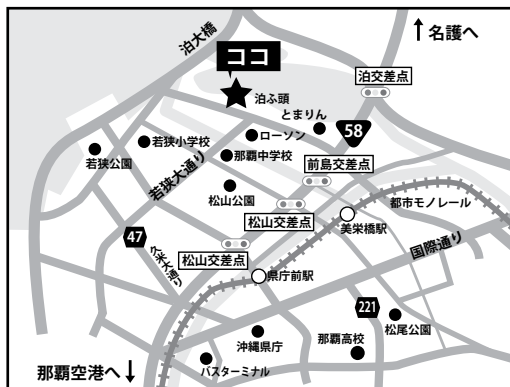 泊大橋
↑名護へ
ココ
泊交差点
泊ふ頭
とまりん
58
ローソン
若狭小学校
若狭公園
那覇中学校
若狭大通り
前島交差点
松山公園
松山交差点
都市モノレール
美栄橋駅
47
久米大通り
松山交差点
国際通り
県庁前駅
221
松尾公園
沖縄県庁
那覇高校
那覇空港へ↓
バスターミナル